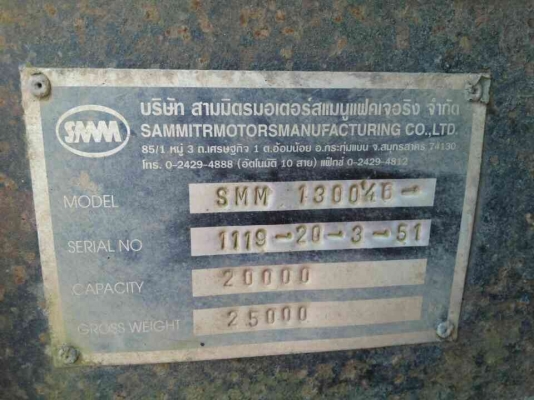 SMM
บริษัท สามมิตรมอเตอร์สแมนูแฟคเจอริง จำกัด
SAMMITRMOTORSMANUFACTURING CO.,LTD.
85/1 หมู่ 3 ถ.เศรษฐกิจ 1 ต.อ้อมน้อย อ.กระทุ่มแบน จ.สมุทรสาคร 74130
โทร. 0-2429-4888 (อัตโนมัติ 10 สาย) แฟ็กซ์ 0-2429-4812
MODEL SMM
SERIAL NO 1119-20-3-51
CAPACITY 20000
GROSS WEIGHT 25000